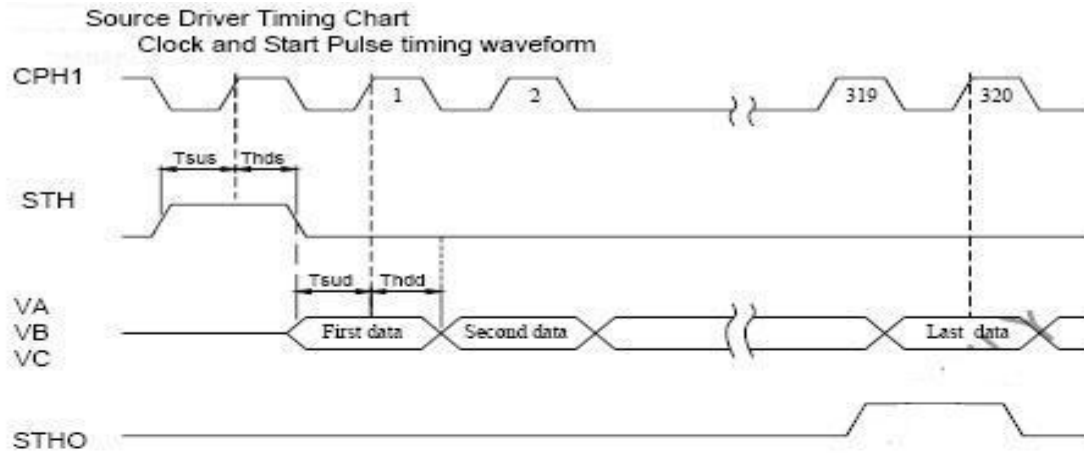 Source Driver Timing Chart
Clock and Start Pulse timing waveform
CPH1
1
2
319
320
Tsus
Thds
STH
Tsud
Thdd
VA
VB
VC
First data
Second data
Last data
STHO